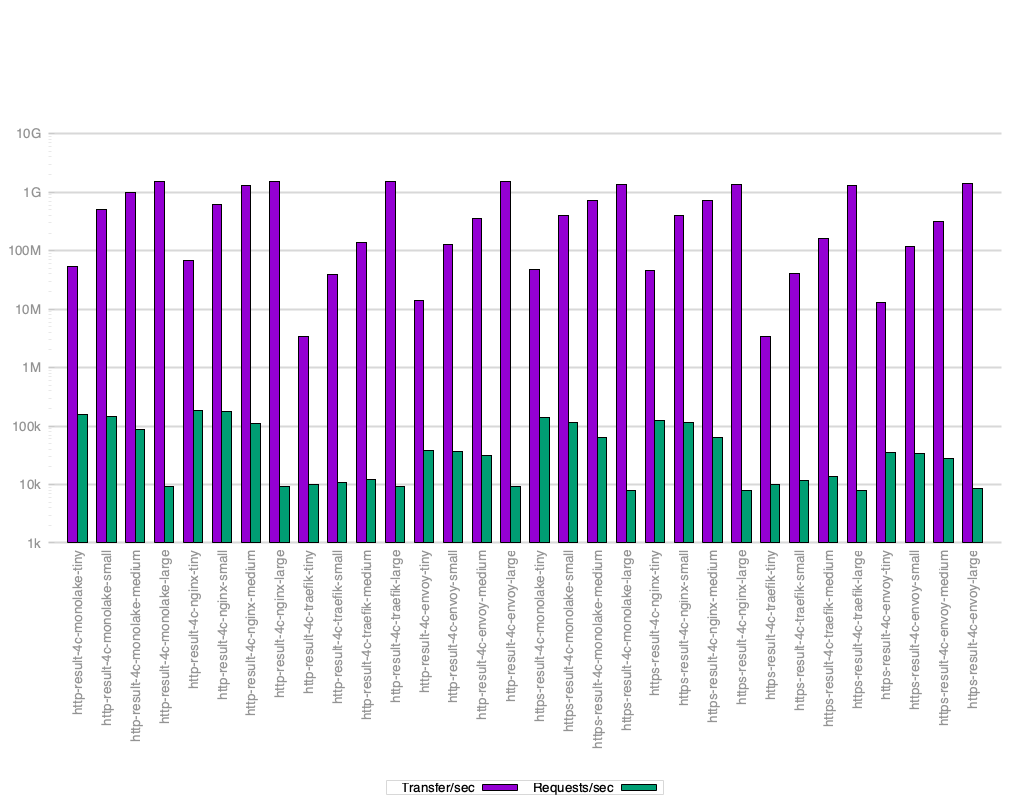 10G
1G
100M
10M
1M
100k
10k
1k
http-result-4c-monolake-tiny
http-result-4c-monolake-small
http-result-4c-monolake-medium
http-result-4c-monolake-large
http-result-4c-nginx-tiny
http-result-4c-nginx-small
http-result-4c-nginx-medium
http-result-4c-nginx-large
http-result-4c-traefik-tiny
http-result-4c-traefik-small
http-result-4c-traefik-medium
http-result-4c-traefik-large
http-result-4c-envoy-tiny
http-result-4c-envoy-small
http-result-4c-envoy-medium
http-result-4c-envoy-large
https-result-4c-monolake-tiny
https-result-4c-monolake-small
https-result-4c-monolake-medium
https-result-4c-monolake-large
https-result-4c-nginx-tiny
https-result-4c-nginx-small
https-result-4c-nginx-medium
https-result-4c-nginx-large
https-result-4c-traefik-tiny
https-result-4c-traefik-small
https-result-4c-traefik-medium
https-result-4c-traefik-large
https-result-4c-envoy-tiny
https-result-4c-envoy-small
https-result-4c-envoy-medium
https-result-4c-envoy-large
Transfer/sec Requests/sec